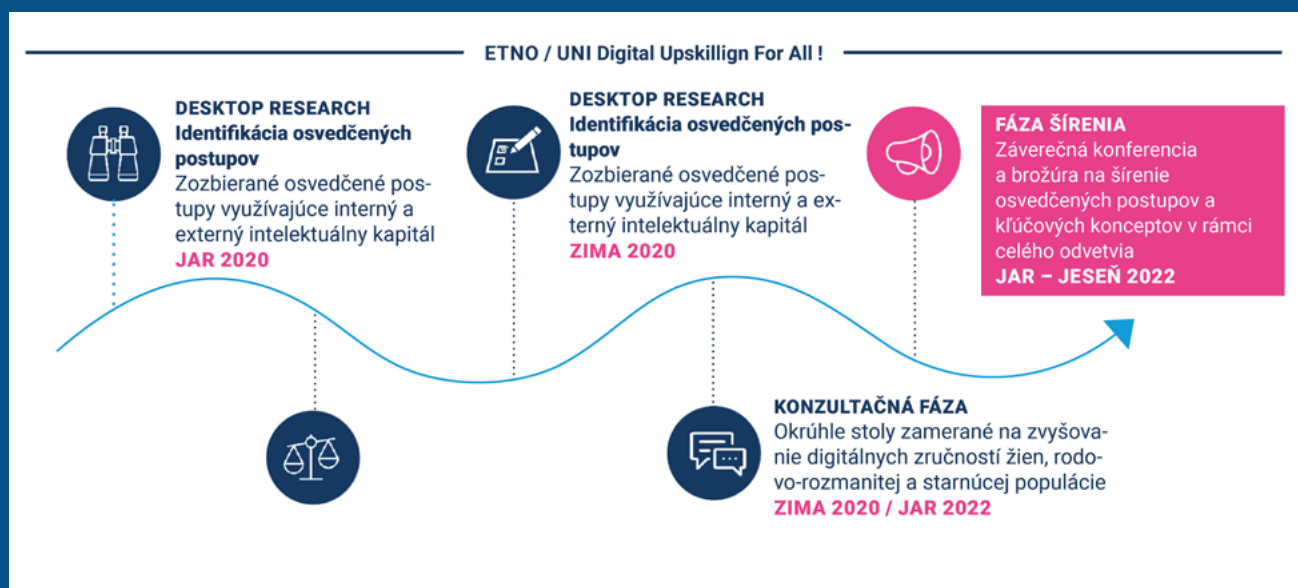 ETNO / UNI Digital Upskillign For All !
DESKTOP RESEARCH
Identifikácia osvedčených
postupov
Zozbierané osvedčené pos-
tupy využívajúce interný a
externý intelektuálny kapitál
JAR 2020
DESKTOP RESEARCH
Identifikácia osvedčených pos-
tupov
Zozbierané osvedčené pos-
tupy využívajúce interný a ex-
terný intelektuálny kapitál
ZIMA 2020
FÁZA ŠÍRENIA
Záverečná konferencia
a brožúra na šírenie
osvedčených postupov a
kľúčových konceptov v rámci
celého odvetvia
JAR – JESEŇ 2022
KONZULTAČNÁ FÁZA
Okrúhle stoly zamerané na zvyšova-
nie digitálnych zručností žien, rodo-
vo-rozmanitej a starnúcej populácie
ZIMA 2020 / JAR 2022